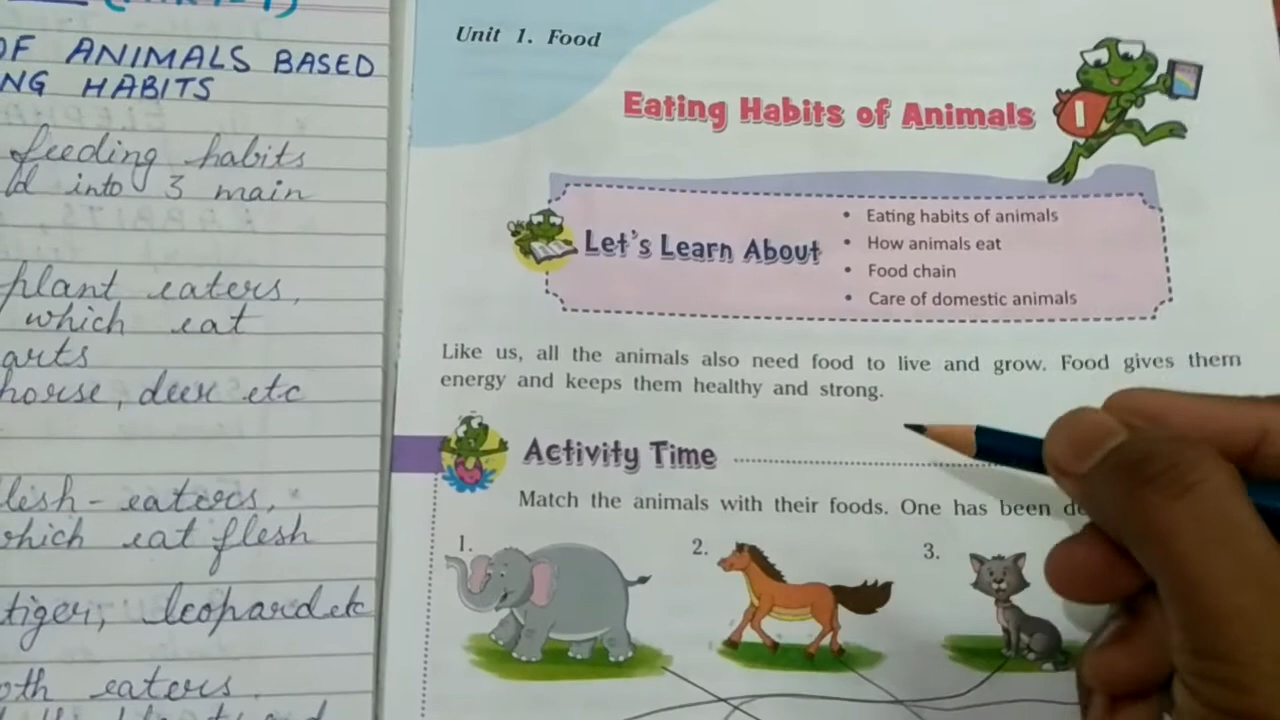 OF ANIMALS BASED
NG HABITS
feeding habits
ld into 3 main
plant eaters,
which eat
arts
horse, deer etc
lesh-eaters,
which eat flesh
tiger, leopard etc
oth eaters
Unit 1. Food
Eating Habits of Animals
1
Let's Learn About
• Eating habits of animals
• How animals eat
• Food chain
• Care of domestic animals
Like us, all the animals also need food to live and grow. Food gives them
energy and keeps them healthy and strong.
Activity Time
Match the animals with their foods. One has been
1.
2.
3.